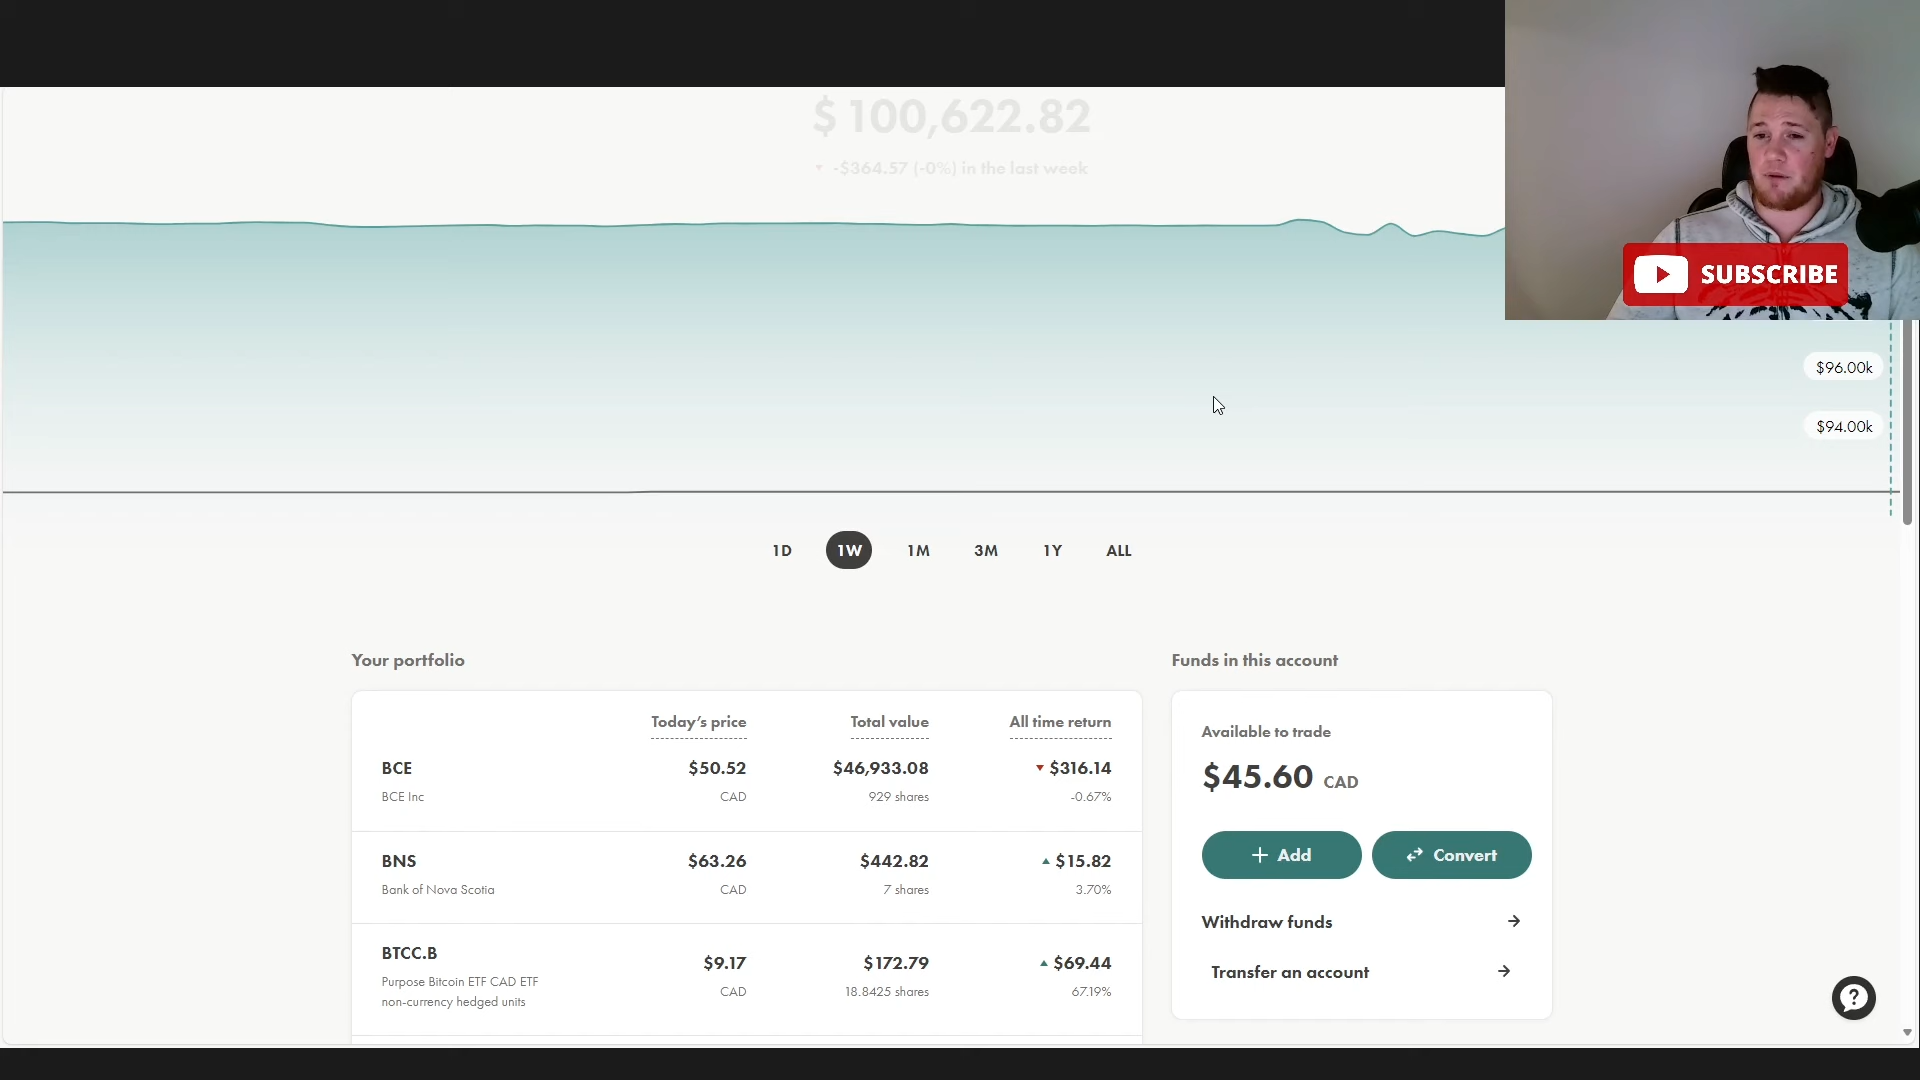 $ 100,622.82
-$364.57 (-0%) in the last week
SUBSCRIBE
$96.00k
$94.00k
1D 1W 1M 3M 1Y ALL
Your portfolio
Today's price Total value All time return
BCE $50.52 $46,933.08 $316.14
BCE Inc CAD 929 shares -0.67%
BNS $63.26 $442.82 $15.82
Bank of Nova Scotia CAD 7 shares 3.70%
BTCC.B $9.17 $172.79 $69.44
Purpose Bitcoin ETF CAD ETF
non-currency hedged units CAD 18.8425 shares 67.19%
Funds in this account
Available to trade
$45.60 CAD
+ Add Convert
Withdraw funds
Transfer an account
?